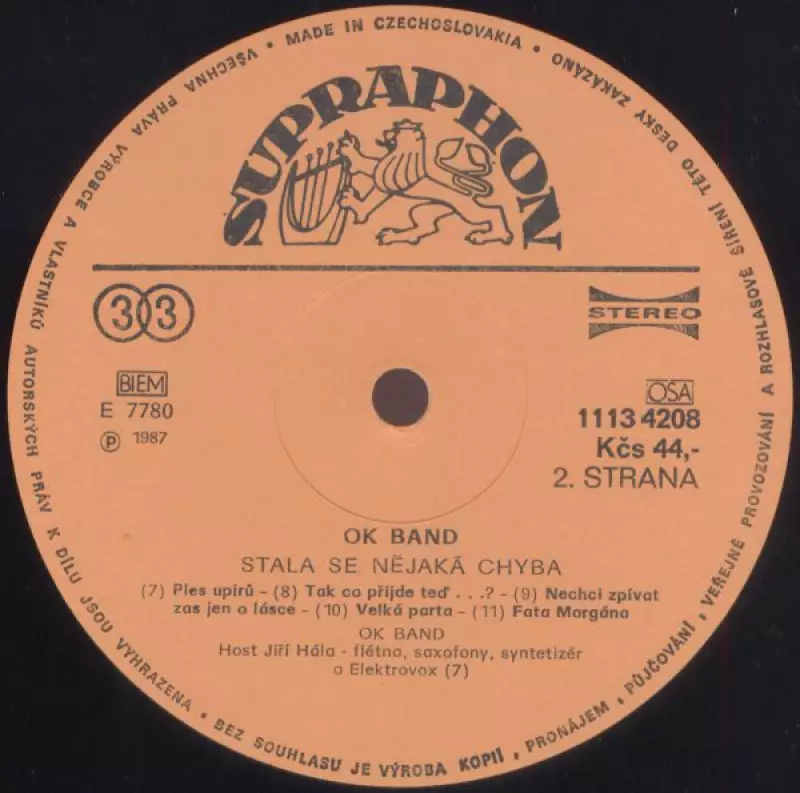 • MADE IN CZECHOSLOVAKIA •
VŠECHNA PRÁVA VÝROBCE A VLASTNÍKŮ AUTORSKÝCH PRÁV K DÍLU JSOU VYHRAZENA • BEZ SOUHLASU JE VÝROBA KOPIÍ, PRONÁJEM, PŮJČOVÁNÍ, VEŘEJNÉ PROVOZOVÁNÍ A ROZHLASOVÉ ŠÍŘENÍ TÉTO DESKY ZAKÁZÁNO
SUPRAPHON
33
STEREO
BIEM
E 7780
Ⓟ 1987
OSA
1113 4208
Kčs 44,-
2. STRANA
OK BAND
STALA SE NĚJAKÁ CHYBA
(7) Ples upírů - (8) Tak co přijde teď . . .? - (9) Nechci zpívat
zas jen o lásce - (10) Velká parta - (11) Fata Morgána
OK BAND
Host Jiří Hála - flétna, saxofony, syntetizér
a Elektrovox (7)